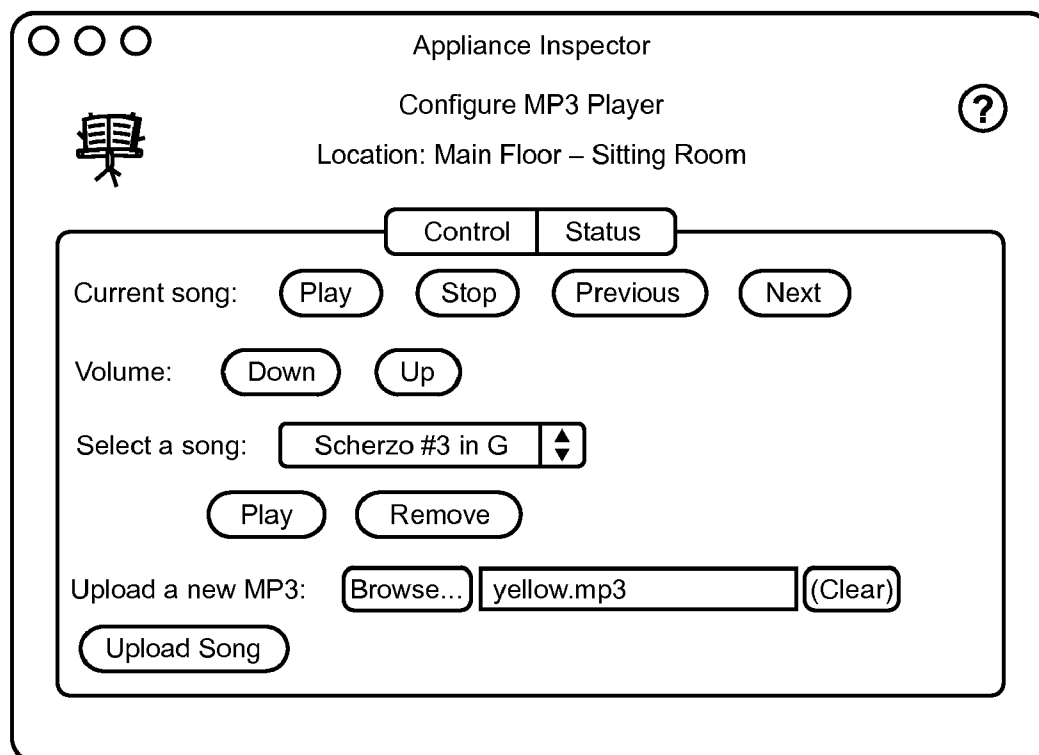 Appliance Inspector
Configure MP3 Player
?
Location: Main Floor – Sitting Room
Control Status
Current song: Play Stop Previous Next
Volume: Down Up
Select a song: Scherzo #3 in G
Play Remove
Upload a new MP3: Browse... yellow.mp3 (Clear)
Upload Song